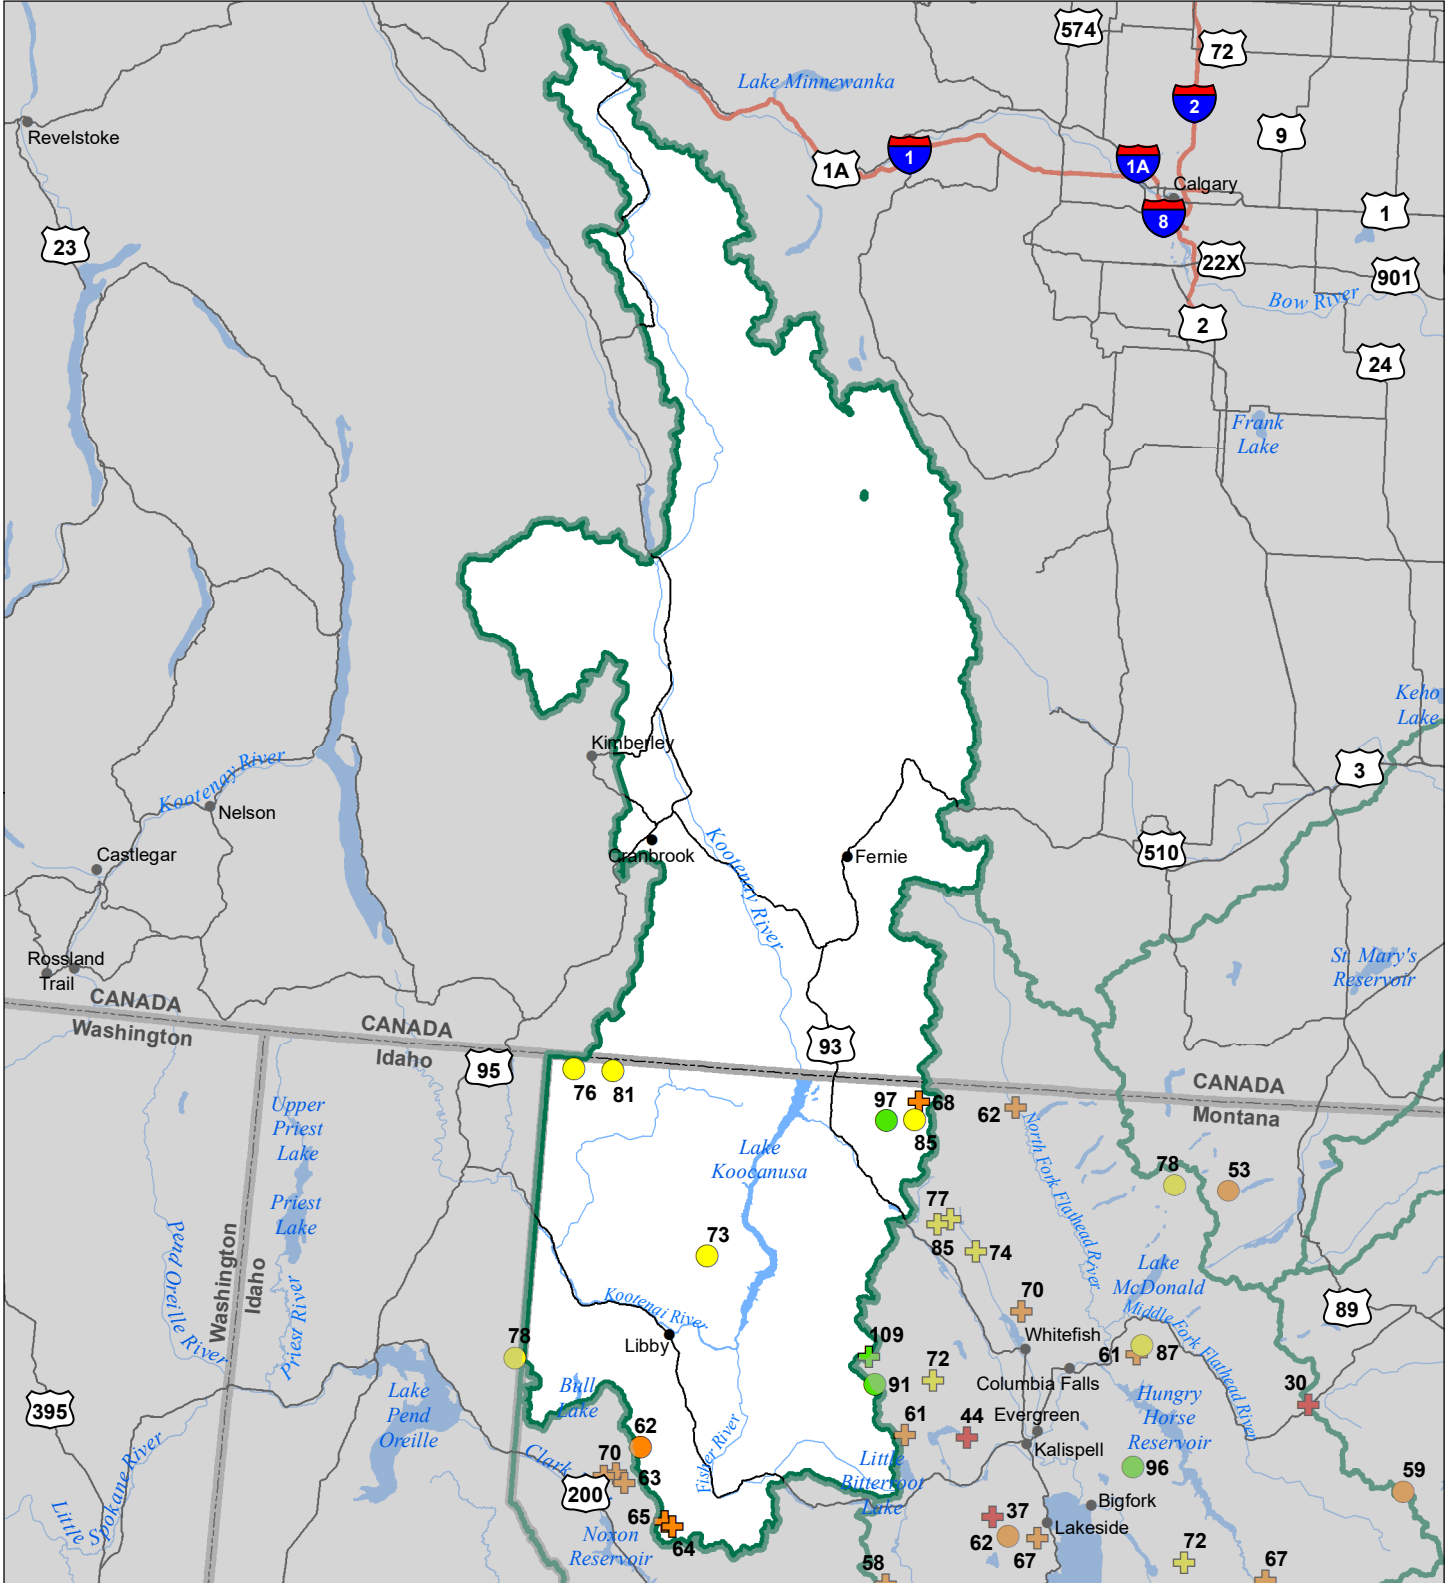 574
72
Lake Minnewanka
2
Revelstoke
9
1
1A
1A
Calgary
8
1
23
22X
901
Bow River
2
24
Frank
Lake
Keho
Lake
Kimberley
3
Kootenay River
Nelson
Castlegar
Cranbrook
Kootenay River
Fernie
510
Rossland
Trail
St. Mary's
Reservoir
CANADA
Washington
CANADA
Idaho
93
95
CANADA
Montana
76
81
97
68
85
62
Upper
Priest
Lake
Priest
Lake
Lake
Koocanusa
North Fork Flathead River
78
53
77
85
74
73
Pend Oreille River
Washington
Idaho
Priest River
Lake
McDonald
70
Middle Fork Flathead River
89
Kootenai River
Libby
78
109
Whitefish
61
87
72
91
Columbia Falls
30
Bull
Lake
Lake
Pend
Oreille
395
Hungry
Horse
Reservoir
Evergreen
61
44
Kalispell
62
Clark
70
63
200
Fisher River
Little
Bitterroot
Lake
96
59
Little
Spokane River
65
64
Noxon
Reservoir
37
62
67
Bigfork
Lakeside
58
72
67